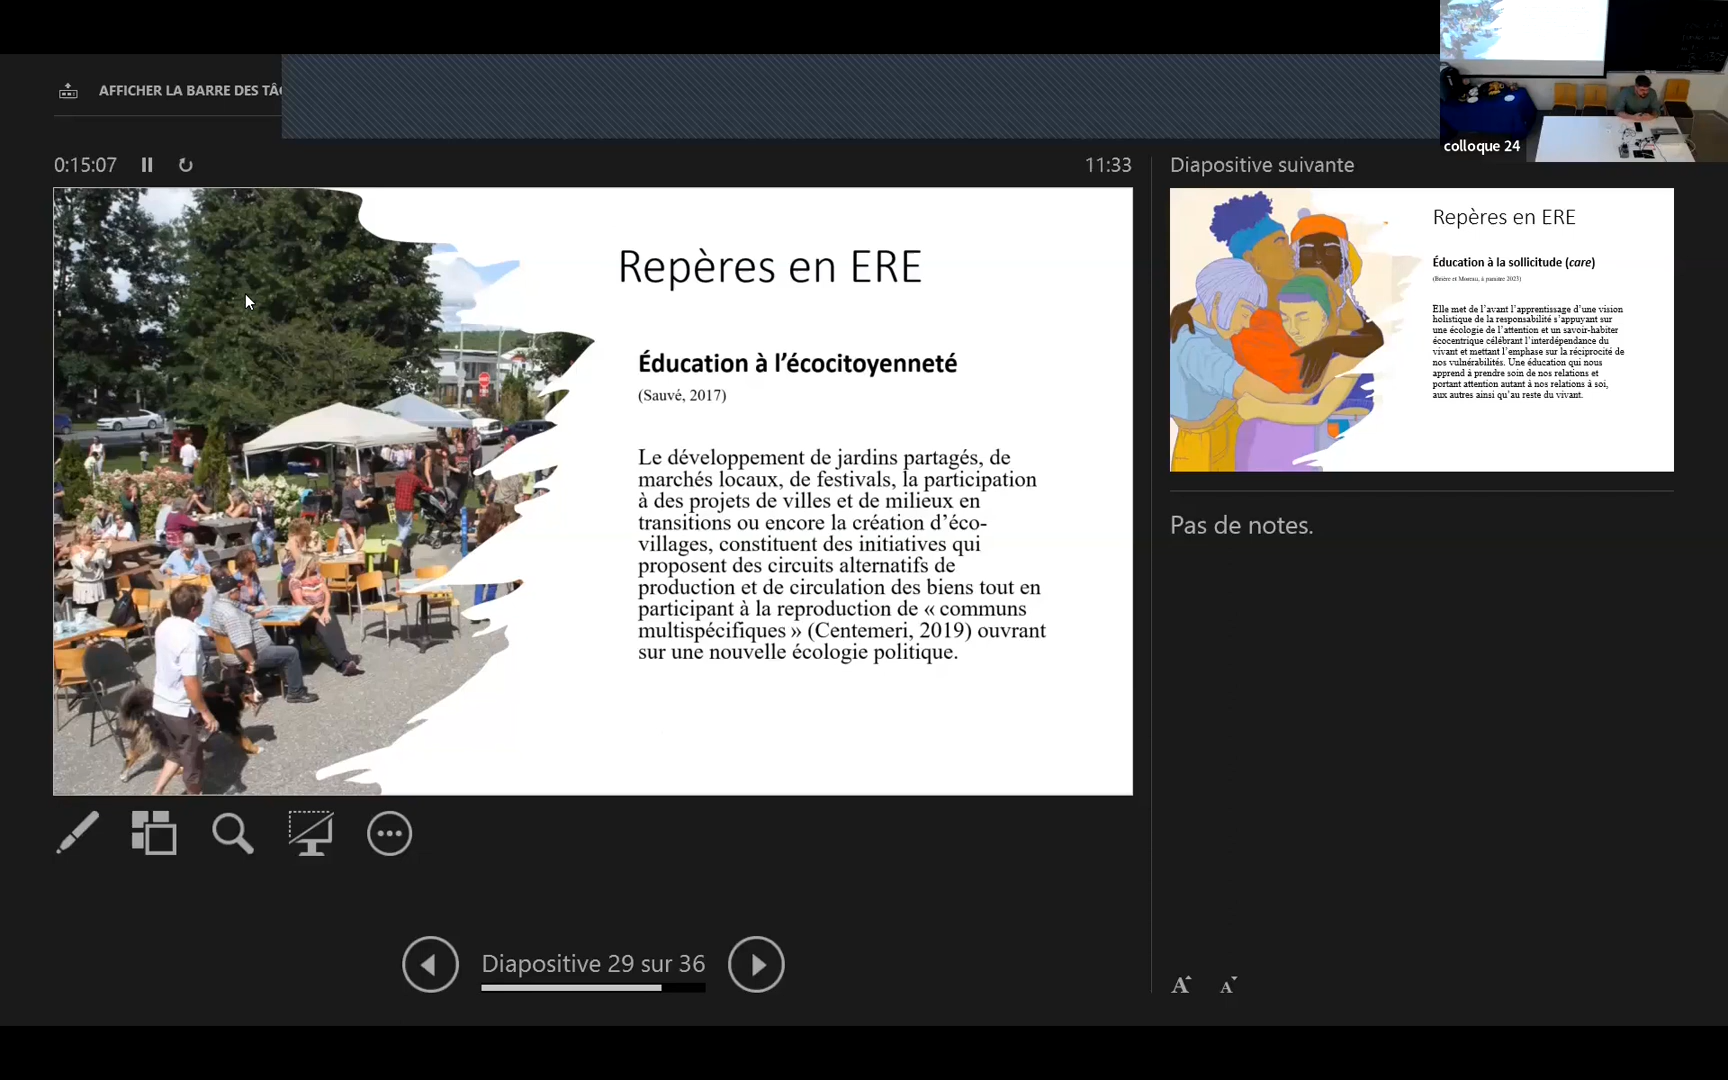 AFFICHER LA BARRE DES TÂC
colloque 24
0:15:07
11:33
Diapositive suivante
Repères en ERE
Éducation à l’écocitoyenneté
(Sauvé, 2017)
Le développement de jardins partagés, de
marchés locaux, de festivals, la participation
à des projets de villes et de milieux en
transitions ou encore la création d’éco-
villages, constituent des initiatives qui
proposent des circuits alternatifs de
production et de circulation des biens tout en
participant à la reproduction de « communs
multispécifiques » (Centemeri, 2019) ouvrant
sur une nouvelle écologie politique.
Repères en ERE
Éducation à la sollicitude (care)
(Brière et Moreau, à paraitre 2023)
Elle met de l’avant l’apprentissage d’une vision
holistique de la responsabilité s’appuyant sur
une écologie de l’attention et un savoir-habiter
écocentrique célébrant l’interdépendance du
vivant et mettant l’emphase sur la réciprocité de
nos vulnérabilités. Une éducation qui nous
apprend à prendre soin de nos relations et
portant attention autant à nos relations à soi,
aux autres ainsi qu’au reste du vivant.
Pas de notes.
Diapositive 29 sur 36
A A